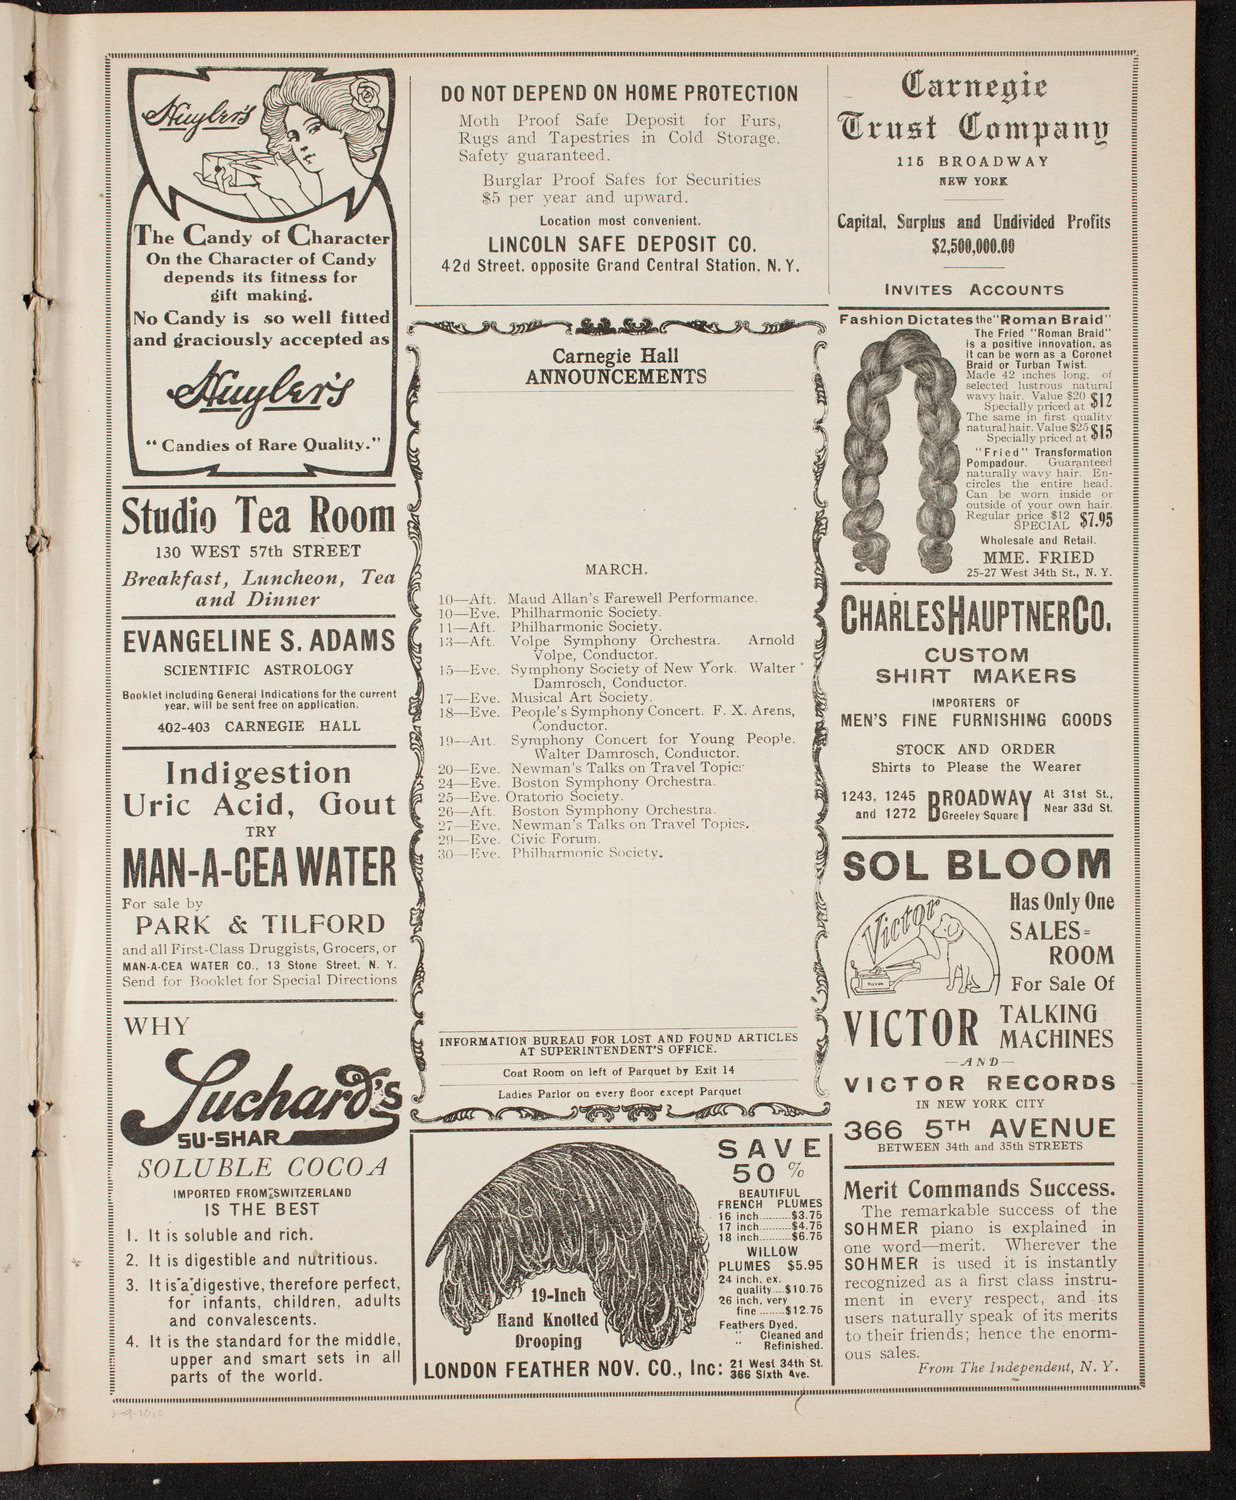 Huyler's
The Candy of Character
On the Character of Candy
depends its fitness for
gift making.
No Candy is so well fitted
and graciously accepted as
Huyler's
"Candies of Rare Quality."
Studio Tea Room
130 WEST 57th STREET
Breakfast, Luncheon, Tea
and Dinner
EVANGELINE S. ADAMS
SCIENTIFIC ASTROLOGY
Booklet including General Indications for the current
year, will be sent free on application.
402-403 CARNEGIE HALL
Indigestion
Uric Acid, Gout
TRY
MAN-A-CEA WATER
For sale by
PARK & TILFORD
and all First-Class Druggists, Grocers, or
MAN-A-CEA WATER CO., 13 Stone Street, N. Y.
Send for Booklet for Special Directions
WHY
Suchard's
SU-SHAR
SOLUBLE COCOA
IMPORTED FROM SWITZERLAND
IS THE BEST
1. It is soluble and rich.
2. It is digestible and nutritious.
3. It is "a" digestive, therefore perfect,
for infants, children, adults
and convalescents.
4. It is the standard for the middle,
upper and smart sets in all
parts of the world.
DO NOT DEPEND ON HOME PROTECTION
Moth Proof Safe Deposit for Furs,
Rugs and Tapestries in Cold Storage.
Safety guaranteed.
Burglar Proof Safes for Securities
$5 per year and upward.
Location most convenient.
LINCOLN SAFE DEPOSIT CO.
42d Street, opposite Grand Central Station, N. Y.
Carnegie Hall
ANNOUNCEMENTS
MARCH.
10—Aft. Maud Allan's Farewell Performance.
10—Eve. Philharmonic Society.
11—Aft. Philharmonic Society.
13—Aft. Volpe Symphony Orchestra. Arnold
Volpe, Conductor.
15—Eve. Symphony Society of New York. Walter
Damrosch, Conductor.
17—Eve. Musical Art Society.
18—Eve. People's Symphony Concert. F. X. Arens,
Conductor.
19—Aft. Symphony Concert for Young People.
Walter Damrosch, Conductor.
20—Eve. Newman's Talks on Travel Topics
24—Eve. Boston Symphony Orchestra.
25—Eve. Oratorio Society.
26—Aft. Boston Symphony Orchestra.
27—Eve. Newman's Talks on Travel Topics.
29—Eve. Civic Forum.
30—Eve. Philharmonic Society.
INFORMATION BUREAU FOR LOST AND FOUND ARTICLES
AT SUPERINTENDENT'S OFFICE.
Coat Room on left of Parquet by Exit 14
Ladies Parlor on every floor except Parquet
SAVE
50 %
BEAUTIFUL
FRENCH PLUMES
16 inch..........$3.75
17 inch..........$4.75
18 inch..........$6.75
WILLOW
PLUMES $5.95
24 inch, ex.
quality....$10.75
26 inch, very
fine .......$12.75
Feathers Dyed,
" Cleaned and
" Refinished.
19-Inch
Hand Knotted
Drooping
LONDON FEATHER NOV. CO., Inc: 21 West 34th St.
366 Sixth Ave.
Carnegie
Trust Company
115 BROADWAY
NEW YORK
Capital, Surplus and Undivided Profits
$2,500,000.00
INVITES ACCOUNTS
Fashion Dictates the "Roman Braid"
The Fried "Roman Braid"
is a positive innovation, as
it can be worn as a Coronet
Braid or Turban Twist.
Made 42 inches long, of
selected lustrous natural
wavy hair. Value $20 $12
Specially priced at
The same in first quality
natural hair. Value $25 $15
Specially priced at
"Fried" Transformation
Pompadour. Guaranteed
naturally wavy hair. En-
circles the entire head.
Can be worn inside or
outside of your own hair.
Regular price $12 $7.95
SPECIAL
Wholesale and Retail.
MME. FRIED
25-27 West 34th St., N. Y.
CHARLES HAUPTNER CO.
CUSTOM
SHIRT MAKERS
IMPORTERS OF
MEN'S FINE FURNISHING GOODS
STOCK AND ORDER
Shirts to Please the Wearer
1243, 1245 and 1272 BROADWAY Greeley Square At 31st St., Near 33d St.
SOL BLOOM
Victor
Has Only One
SALES=
ROOM
For Sale Of
VICTOR TALKING
MACHINES
—AND—
VICTOR RECORDS
IN NEW YORK CITY
366 5TH AVENUE
BETWEEN 34th and 35th STREETS
Merit Commands Success.
The remarkable success of the
SOHMER piano is explained in
one word—merit. Wherever the
SOHMER is used it is instantly
recognized as a first class instru-
ment in every respect, and its
users naturally speak of its merits
to their friends; hence the enorm-
ous sales.
From The Independent, N. Y.